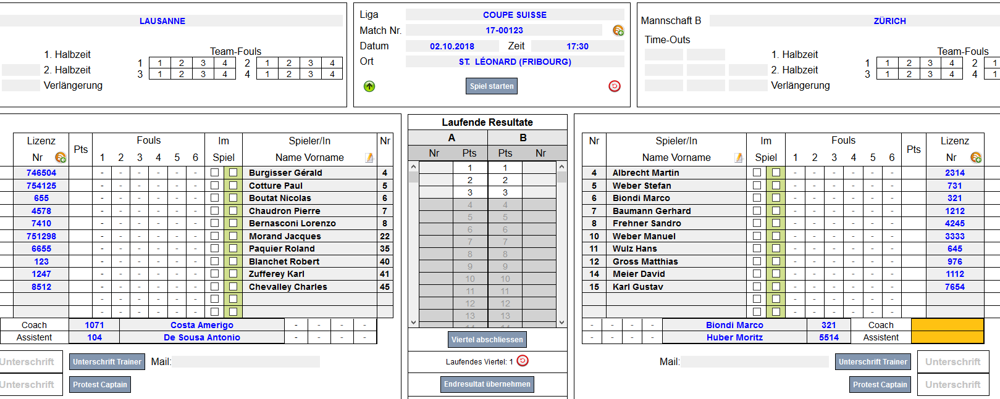 LAUSANNE
1. Halbzeit
2. Halbzeit
Verlängerung
Team-Fouls
1 1 2 3 4 2 1 2 3 4
3 1 2 3 4 4 1 2 3 4
Liga COUPE SUISSE
Match Nr. 17-00123
Datum 02.10.2018 Zeit 17:30
Ort ST. LÉONARD (FRIBOURG)
Spiel starten
Mannschaft B ZÜRICH
Time-Outs
1. Halbzeit
2. Halbzeit
Verlängerung
Team-Fouls
1 1 2 3 4 2 1
3 1 2 3 4 4 1
Lizenz Pts Fouls Im Spieler/In Nr
Nr 1 2 3 4 5 6 Spiel Name Vorname
746504 - - - - - - Burgisser Gérald 4
754125 - - - - - - Cotture Paul 5
655 - - - - - - Boutat Nicolas 6
4578 - - - - - - Chaudron Pierre 7
7410 - - - - - - Bernasconi Lorenzo 8
751298 - - - - - - Morand Jacques 22
6655 - - - - - - Paquier Roland 35
123 - - - - - - Blanchet Robert 40
1247 - - - - - - Zufferey Karl 41
8512 - - - - - - Chevalley Charles 45
- - - - - -
- - - - - -
Coach 1071 Costa Amerigo - - - -
Assistent 104 De Sousa Antonio - - - -
Unterschrift Unterschrift Trainer Mail:
Unterschrift Protest Captain
Laufende Resultate
A B
Nr Pts Pts Nr
1 1
2 2
3 3
4 4
5 5
6 6
7 7
8 8
9 9
10 10
11 11
12 12
13 13
14 14
Viertel abschliessen
Laufendes Viertel: 1
Endresultat übernehmen
Nr Spieler/In Im Fouls Pts Lizenz
Name Vorname Spiel 1 2 3 4 5 6 Nr
4 Albrecht Martin - - - - - - 2314
5 Weber Stefan - - - - - - 731
6 Biondi Marco - - - - - - 321
7 Baumann Gerhard - - - - - - 1212
8 Frehner Sandro - - - - - - 4245
10 Weber Manuel - - - - - - 3333
11 Wulz Hans - - - - - - 645
12 Gross Matthias - - - - - - 976
14 Meier David - - - - - - 1112
15 Karl Gustav - - - - - - 7654
- - - - - -
- - - - - -
- - - - Biondi Marco 321 Coach
- - - - Huber Moritz 5514 Assistent
Mail: Unterschrift Trainer Unterschrift
Protest Captain Unterschrift